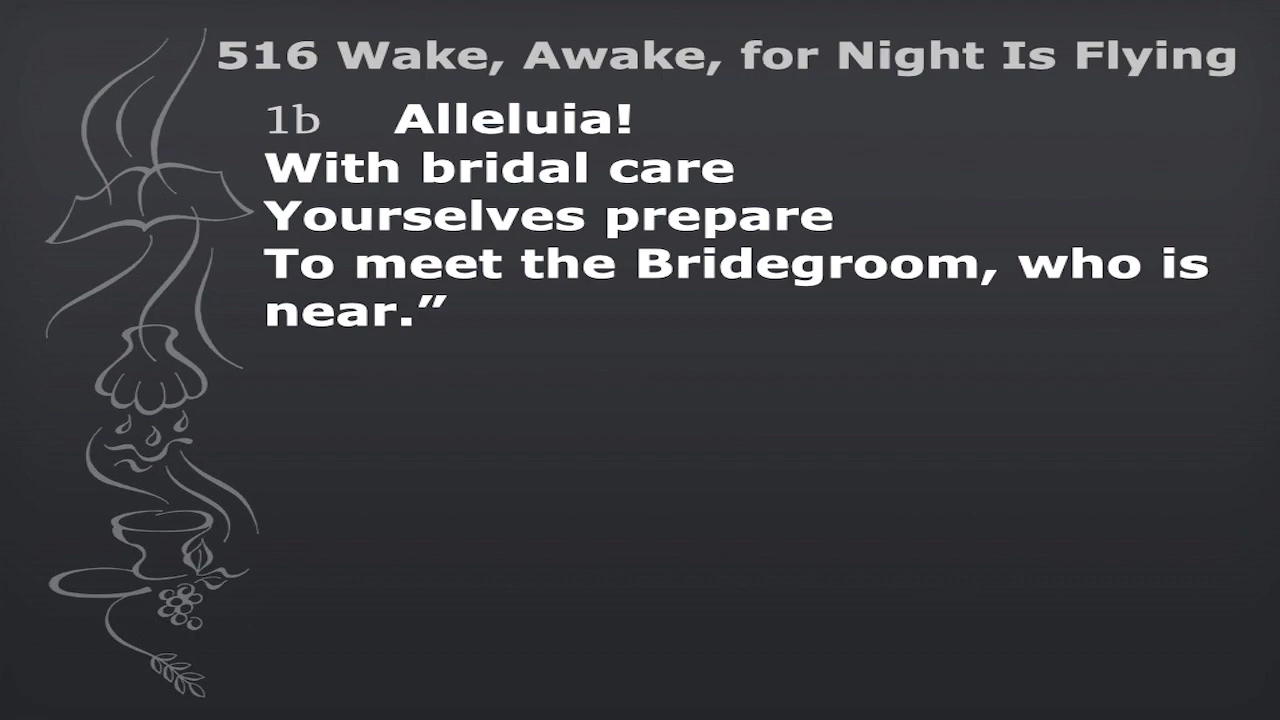 516 Wake, Awake, for Night Is Flying
1b Alleluia!
With bridal care
Yourselves prepare
To meet the Bridegroom, who is
near.”